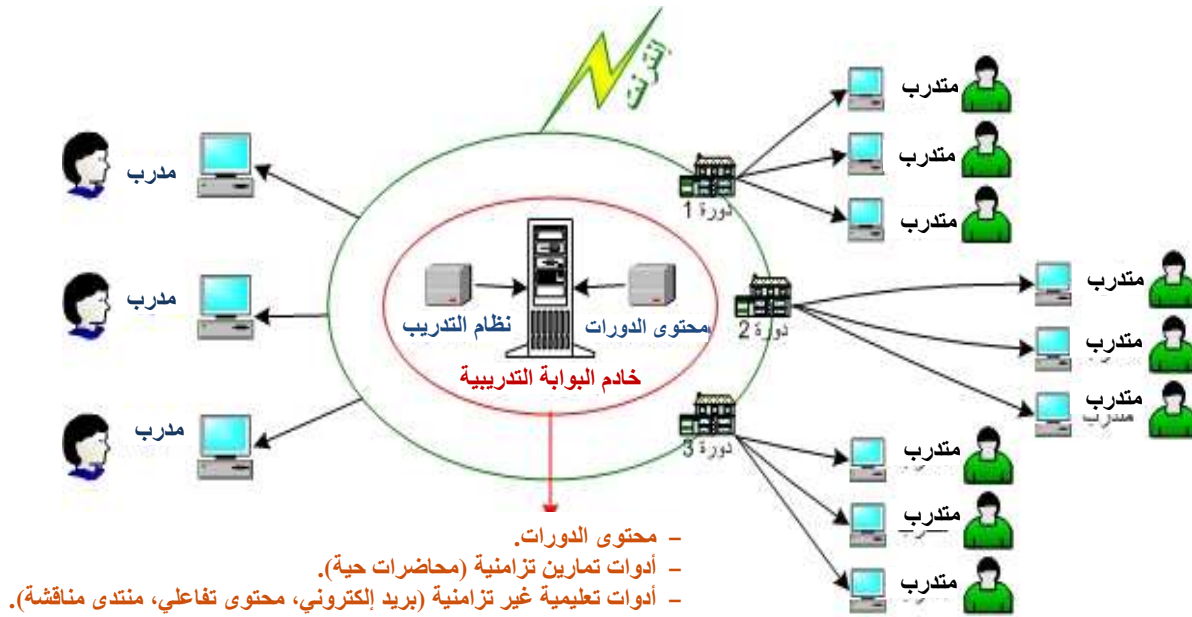 إنترنت
متدرب
متدرب
متدرب
دورة 1
مدرب
مدرب
مدرب
متدرب
متدرب
متدرب
دورة 2
نظام التدريب
محتوى الدورات
خادم البوابة التدريبية
دورة 3
متدرب
متدرب
متدرب
- محتوى الدورات.
- أدوات تمارين تزامنية (محاضرات حية).
- أدوات تعليمية غير تزامنية (بريد إلكتروني، محتوى تفاعلي، منتدى مناقشة).